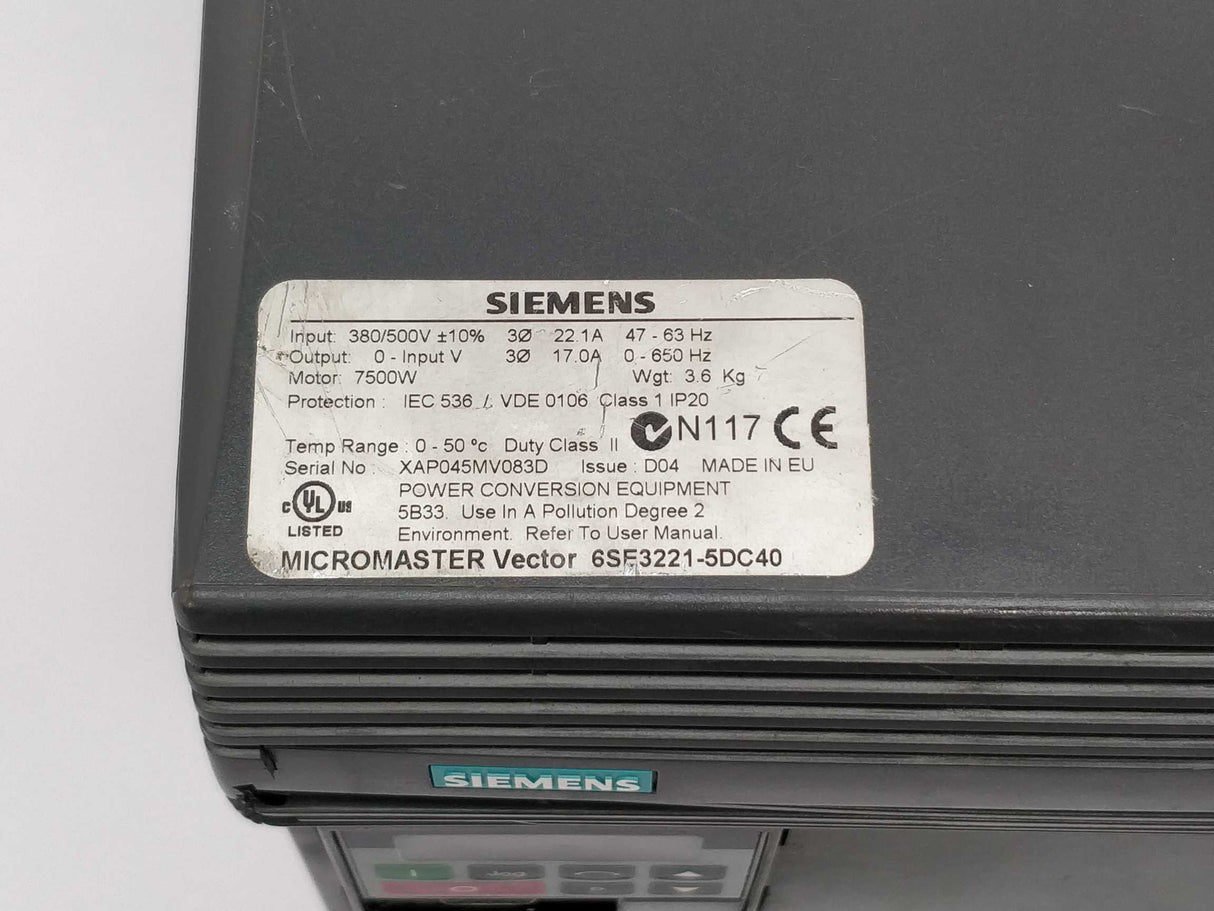 SIEMENS
Input: 380/500V ±10% 3Ø 22.1A 47 - 63 Hz
Output: 0 - Input V 3Ø 17.0A 0 - 650 Hz
Motor: 7500W Wgt: 3.6 Kg
Protection : IEC 536 / VDE 0106 Class 1 IP20
N117 CE
Temp Range : 0 - 50 °c Duty Class II
Serial No : XAP045MV083D Issue : D04 MADE IN EU
c UL us
LISTED
POWER CONVERSION EQUIPMENT
5B33. Use In A Pollution Degree 2
Environment. Refer To User Manual.
MICROMASTER Vector 6SE3221-5DC40
SIEMENS
I Jog
O P